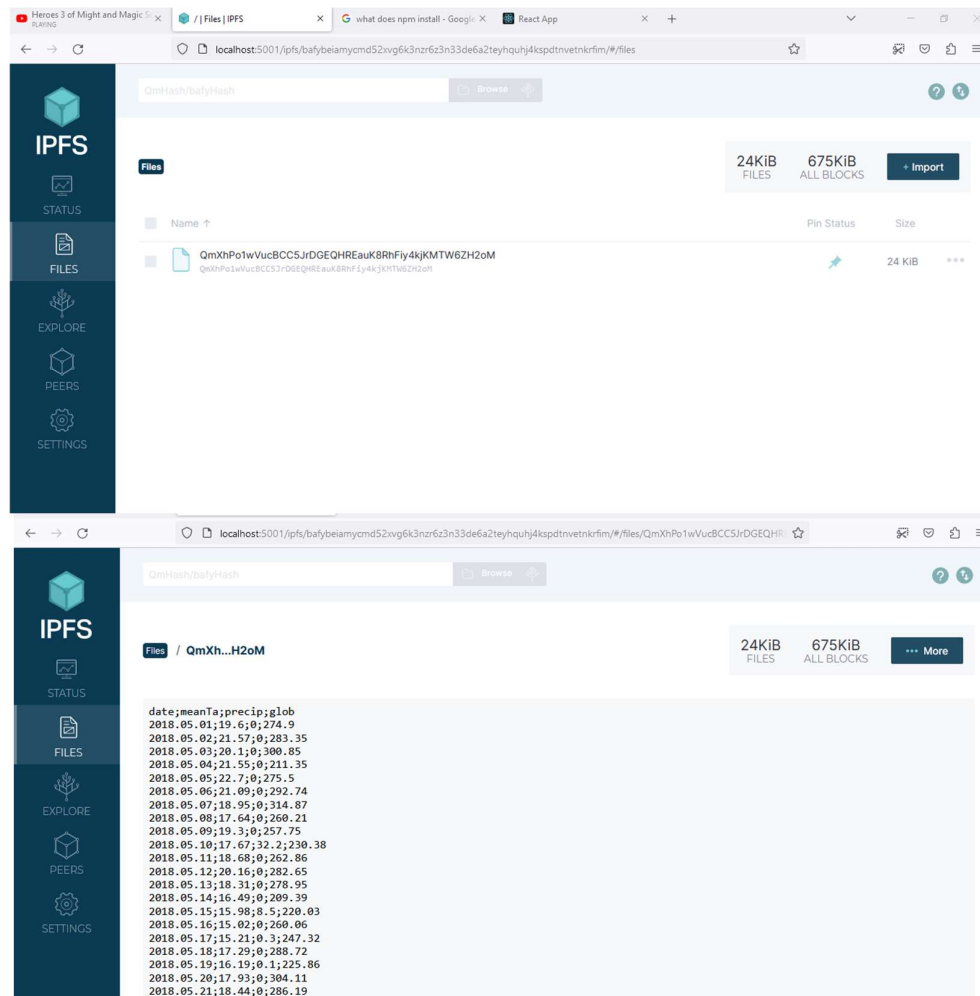 Heroes 3 of Might and Magic
PLAYING
/ | Files | IPFS
what does npm install - Google
React App
localhost:5001/ipfs/bafybeiamycmd52xvg6k3nzr6z3n33de6a2teyhquhj4kspdtnvetnkrfim/#/files
QmHash/bafyHash
Browse
IPFS
Files
24KiB
FILES
675KiB
ALL BLOCKS
+ Import
STATUS
Name ↑
Pin Status
Size
FILES
QmXhPo1wVucBCC5JrDGEQHREauK8RhFiy4kjKMTW6ZH2oM
QmXhPo1wVucBCC5JrDGEQHREauK8RhFiy4kjKMTW6ZH2oM
24 KiB
EXPLORE
PEERS
SETTINGS
localhost:5001/ipfs/bafybeiamycmd52xvg6k3nzr6z3n33de6a2teyhquhj4kspdtnvetnkrfim/#/files/QmXhPo1wVucBCC5JrDGEQHR
QmHash/bafyHash
Browse
IPFS
Files / QmXh...H2oM
24KiB
FILES
675KiB
ALL BLOCKS
••• More
STATUS
FILES
EXPLORE
PEERS
SETTINGS
date;meanTa;precip;glob
2018.05.01;19.6;0;274.9
2018.05.02;21.57;0;283.35
2018.05.03;20.1;0;300.85
2018.05.04;21.55;0;211.35
2018.05.05;22.7;0;275.5
2018.05.06;21.09;0;292.74
2018.05.07;18.95;0;314.87
2018.05.08;17.64;0;260.21
2018.05.09;19.3;0;257.75
2018.05.10;17.67;32.2;230.38
2018.05.11;18.68;0;262.86
2018.05.12;20.16;0;282.65
2018.05.13;18.31;0;278.95
2018.05.14;16.49;0;209.39
2018.05.15;15.98;8.5;220.03
2018.05.16;15.02;0;260.06
2018.05.17;15.21;0.3;247.32
2018.05.18;17.29;0;288.72
2018.05.19;16.19;0.1;225.86
2018.05.20;17.93;0;304.11
2018.05.21;18.44;0;286.19